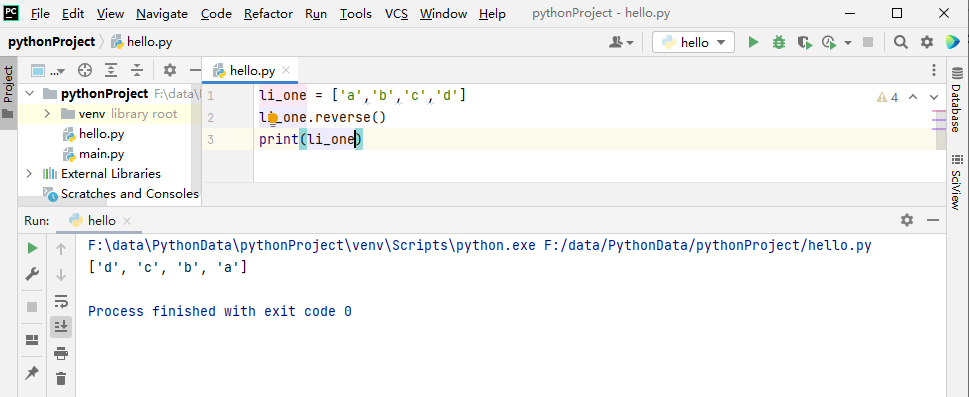 PC File Edit View Navigate Code Refactor Run Tools VCS Window Help pythonProject - hello.py
pythonProject hello.py hello
Project
... hello.py
pythonProject F:\data\
venv library root
hello.py
main.py
External Libraries
Scratches and Consoles
1 li_one = ['a','b','c','d'] 4
2 li_one.reverse()
3 print(li_one)
Database
SciView
Run: hello
F:\data\PythonData\pythonProject\venv\Scripts\python.exe F:/data/PythonData/pythonProject/hello.py
['d', 'c', 'b', 'a']
Process finished with exit code 0